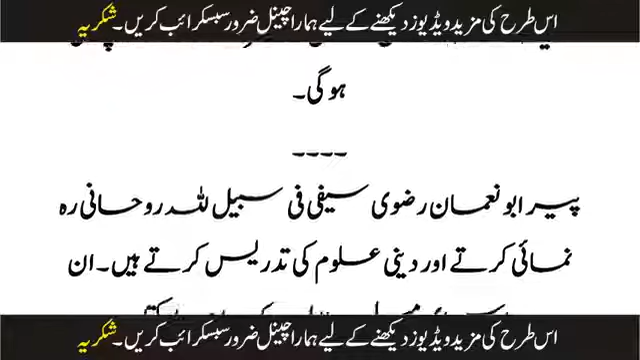 اس طرح کی مزید ویڈیوز دیکھنے کے لیے ہمارا چینل ضرور سبسکرائب کریں۔ شکریہ
ہوگی۔
----
پیر ابو نعمان رضوی سیفی فی سبیل للہ روحانی رہ
نمائی کرتے اور دینی علوم کی تدریس کرتے ہیں۔ ان
اس طرح کی مزید ویڈیوز دیکھنے کے لیے ہمارا چینل ضرور سبسکرائب کریں۔ شکریہ